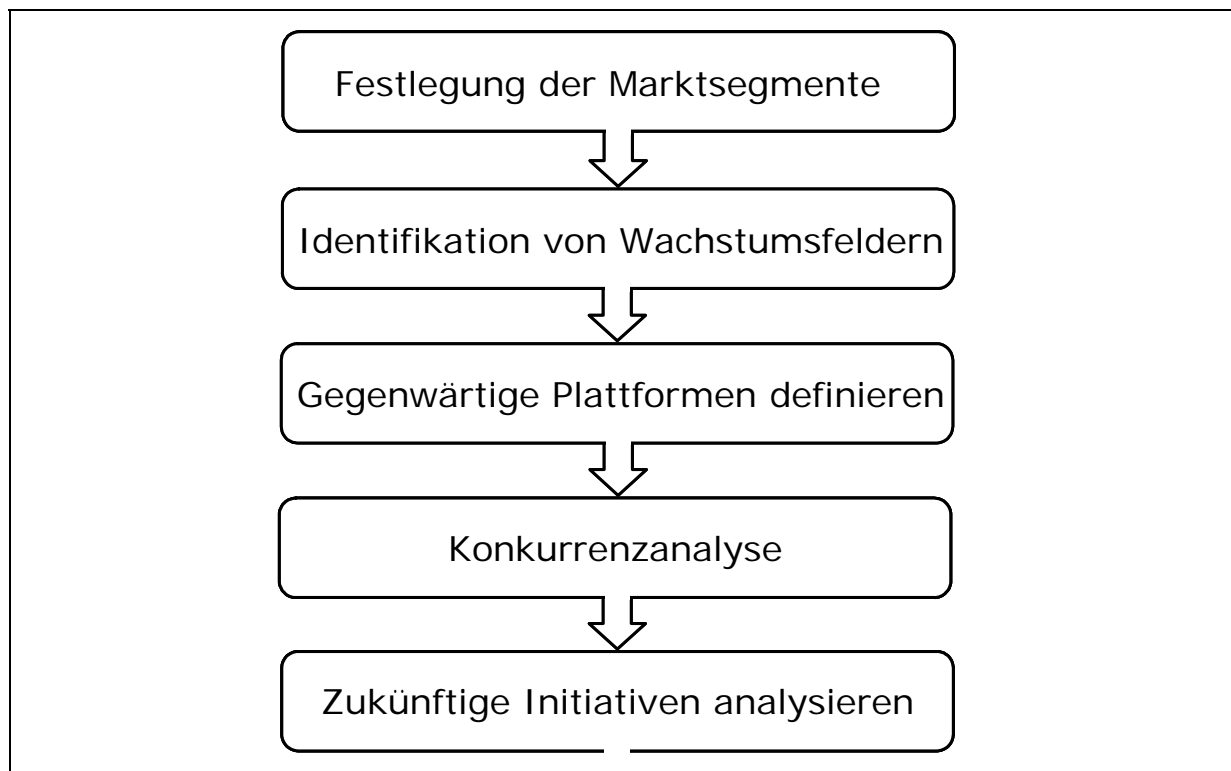 Festlegung der Marktsegmente
Identifikation von Wachstumsfeldern
Gegenwärtige Plattformen definieren
Konkurrenzanalyse
Zukünftige Initiativen analysieren